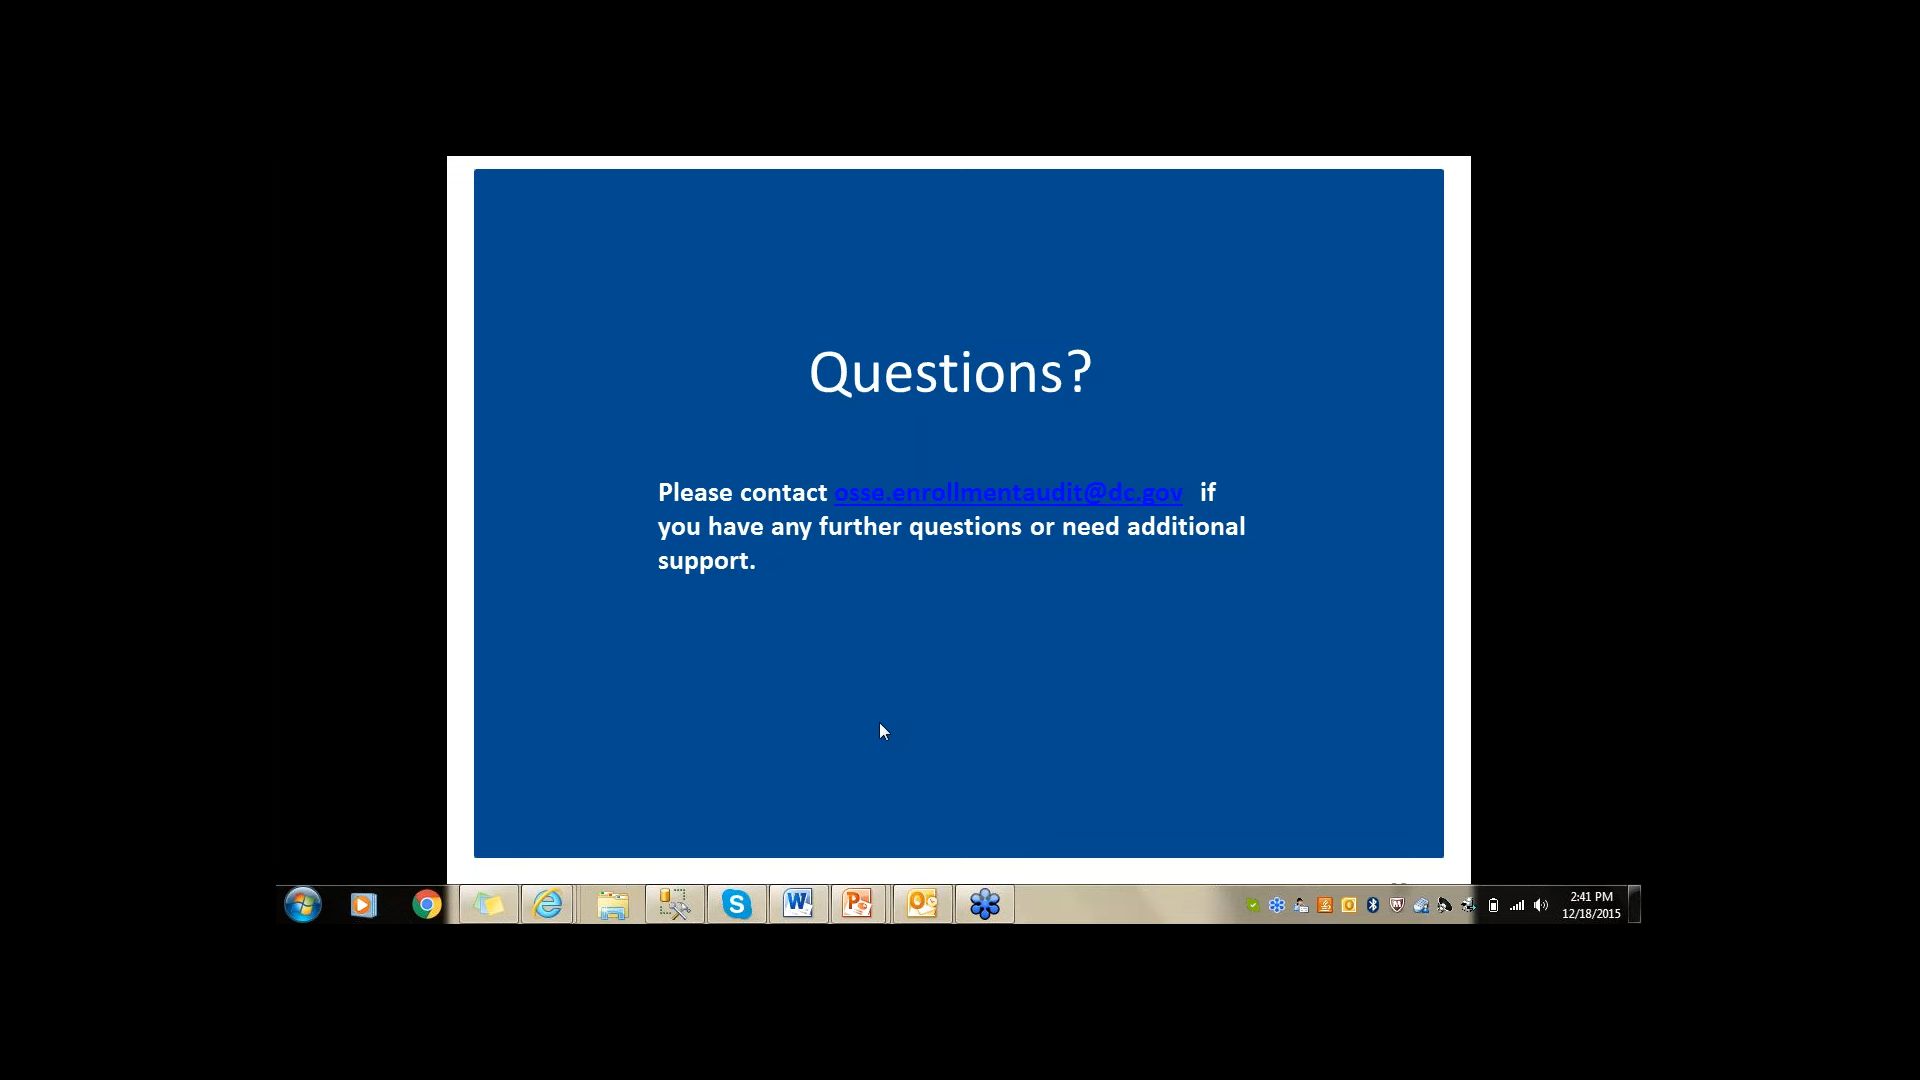 Questions?
Please contact osse.enrollmentaudit@dc.gov if
you have any further questions or need additional
support.
2:41 PM
12/18/2015